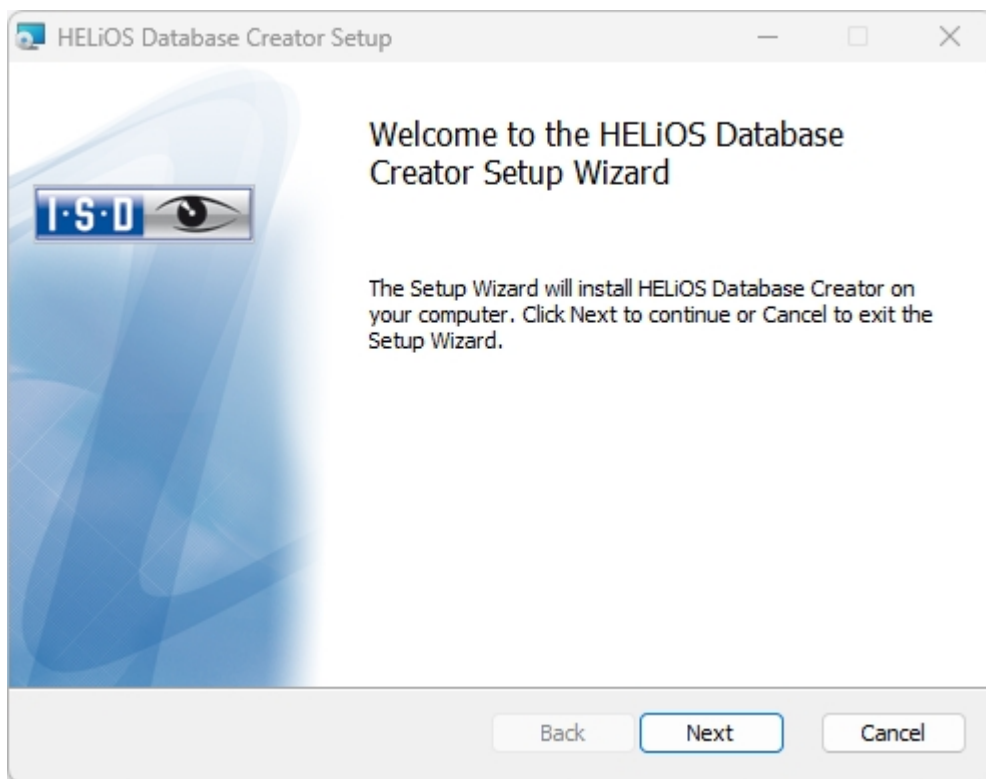 HELiOS Database Creator Setup
Welcome to the HELiOS Database
Creator Setup Wizard
I·S·D
The Setup Wizard will install HELiOS Database Creator on
your computer. Click Next to continue or Cancel to exit the
Setup Wizard.
Back
Next
Cancel